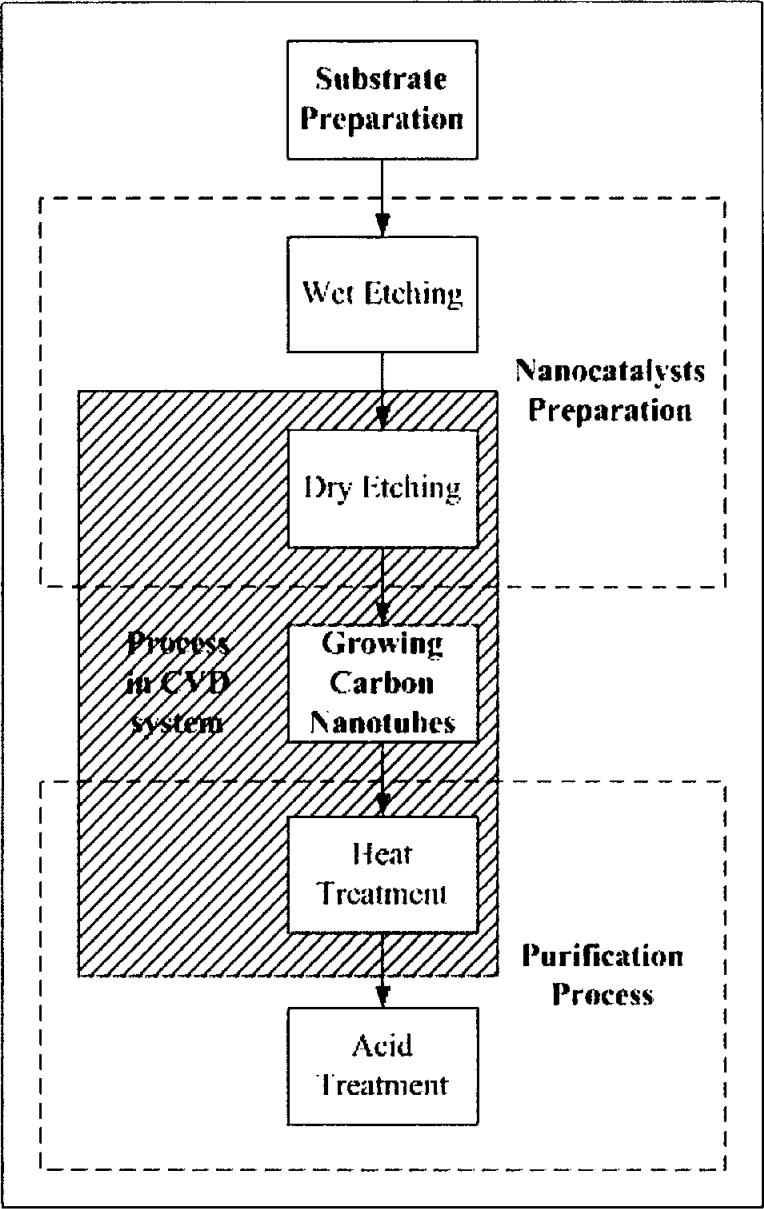 Substrate
Preparation
Wet Etching
Nanocatalysts
Preparation
Dry Etching
Process
in CVD
system
Growing
Carbon
Nanotubes
Heat
Treatment
Purification
Process
Acid
Treatment